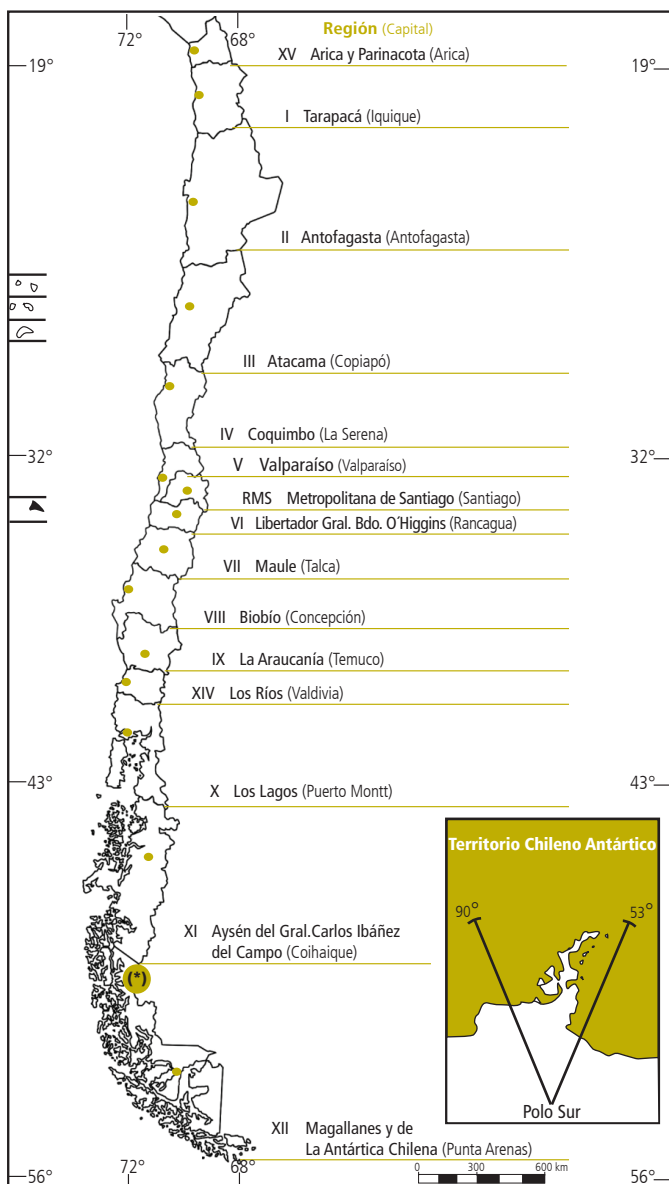 Región (Capital)
72° 68°
XV Arica y Parinacota (Arica)
19° 19°
I Tarapacá (Iquique)
II Antofagasta (Antofagasta)
III Atacama (Copiapó)
IV Coquimbo (La Serena)
32° 32°
V Valparaíso (Valparaíso)
RMS Metropolitana de Santiago (Santiago)
VI Libertador Gral. Bdo. O´Higgins (Rancagua)
VII Maule (Talca)
VIII Biobío (Concepción)
IX La Araucanía (Temuco)
XIV Los Ríos (Valdivia)
43° 43°
X Los Lagos (Puerto Montt)
Territorio Chileno Antártico
90° 53°
Polo Sur
XI Aysén del Gral.Carlos Ibáñez
del Campo (Coihaique)
(*)
XII Magallanes y de
La Antártica Chilena (Punta Arenas)
72° 68°
0 300 600 km
56° 56°